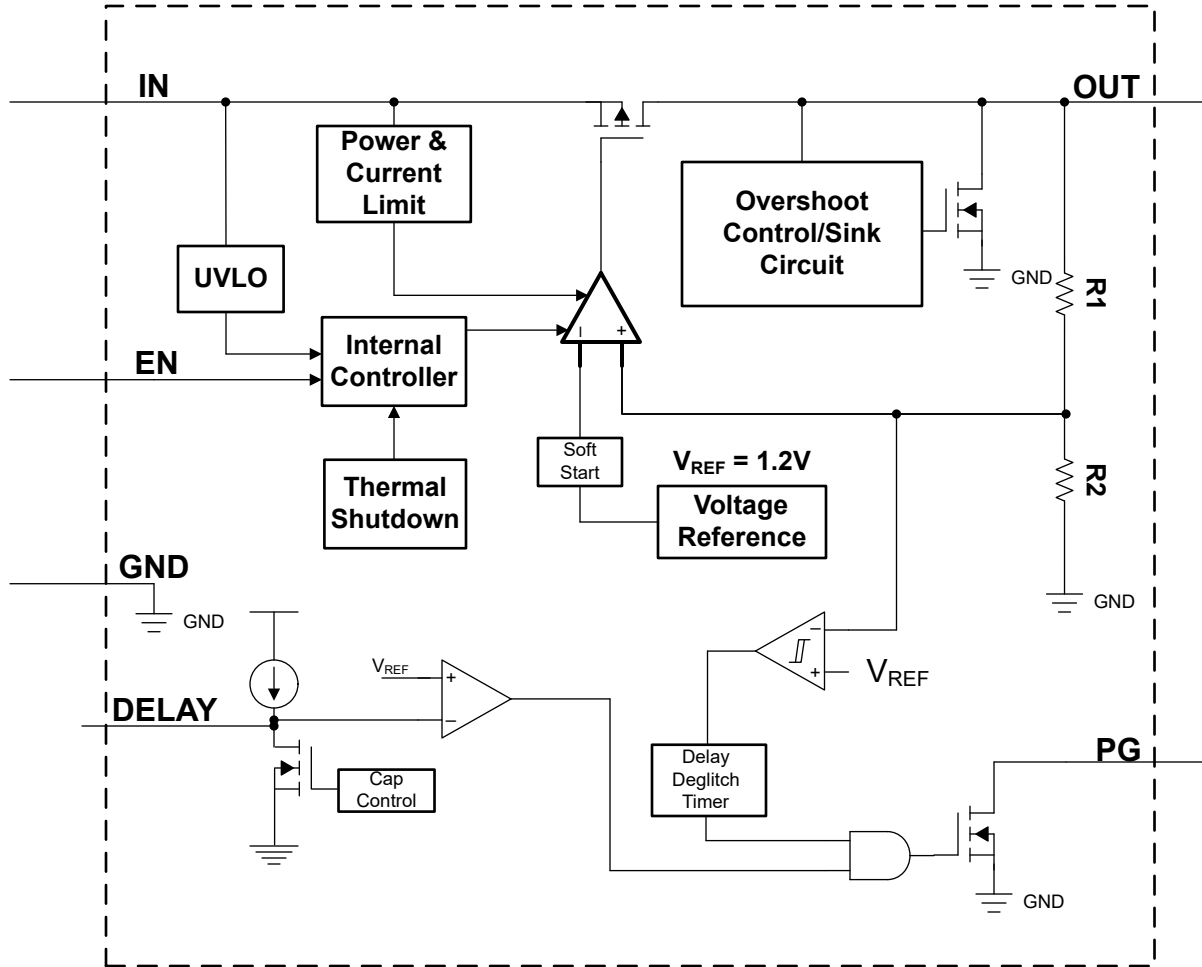 IN
OUT
Power &
Current
Limit
Overshoot
Control/Sink
Circuit
GND
R1
UVLO
EN
Internal
Controller
- +
Soft
Start
VREF = 1.2V
Voltage
Reference
R2
Thermal
Shutdown
GND
GND
GND
VREF
+
-
-
+
VREF
DELAY
Cap
Control
Delay
Deglitch
Timer
PG
GND